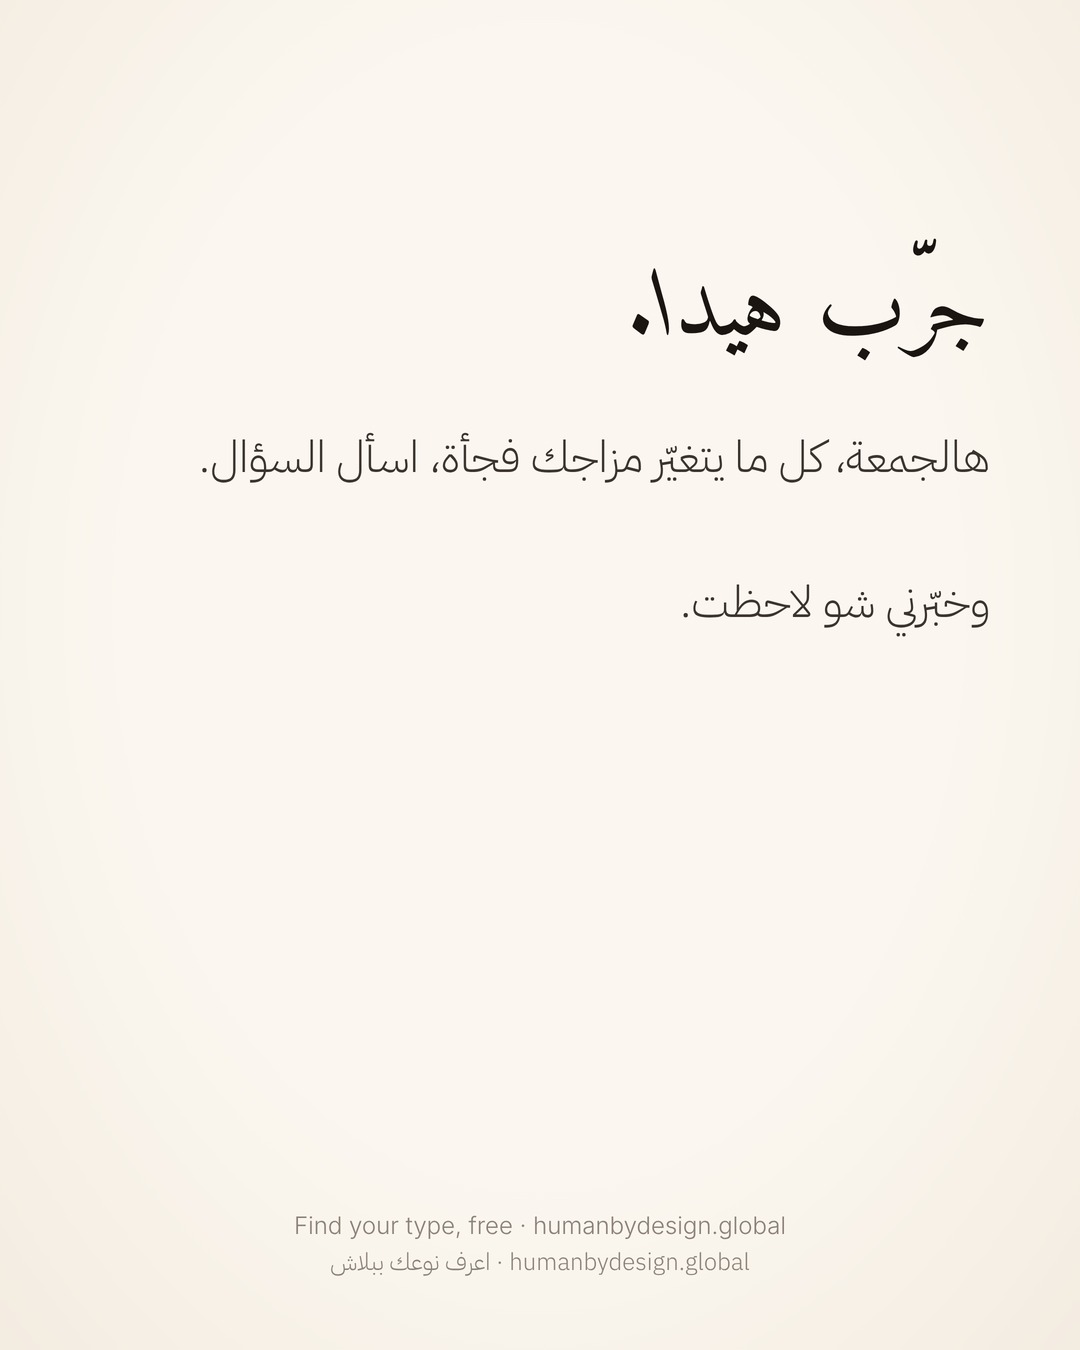 جرّب هيدا.
هالجمعة، كل ما يتغيّر مزاجك فجأة، اسأل السؤال.
وخبّرني شو لاحظت.
Find your type, free · humanbydesign.global
اعرف نوعك ببلاش · humanbydesign.global